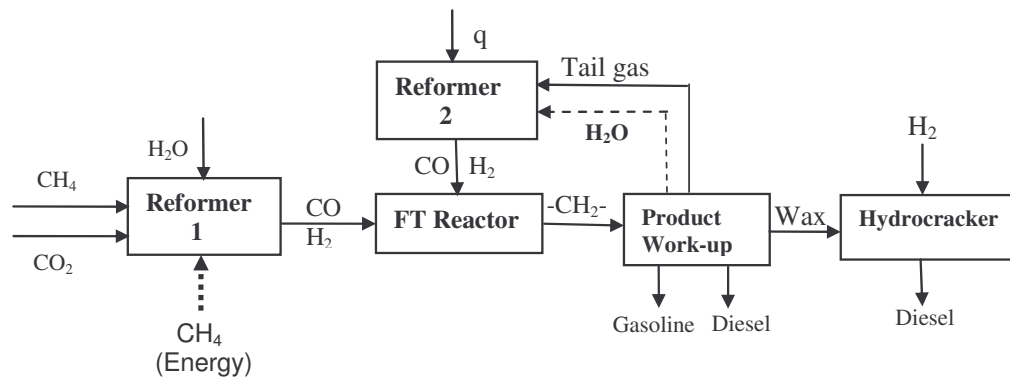 q
Tail gas
Reformer
2
H₂O
H₂
H₂O
CO H₂
CH₄
Reformer
1
CO
H₂
FT Reactor
-CH₂-
Product
Work-up
Wax
Hydrocracker
CO₂
Gasoline Diesel
Diesel
CH₄
(Energy)